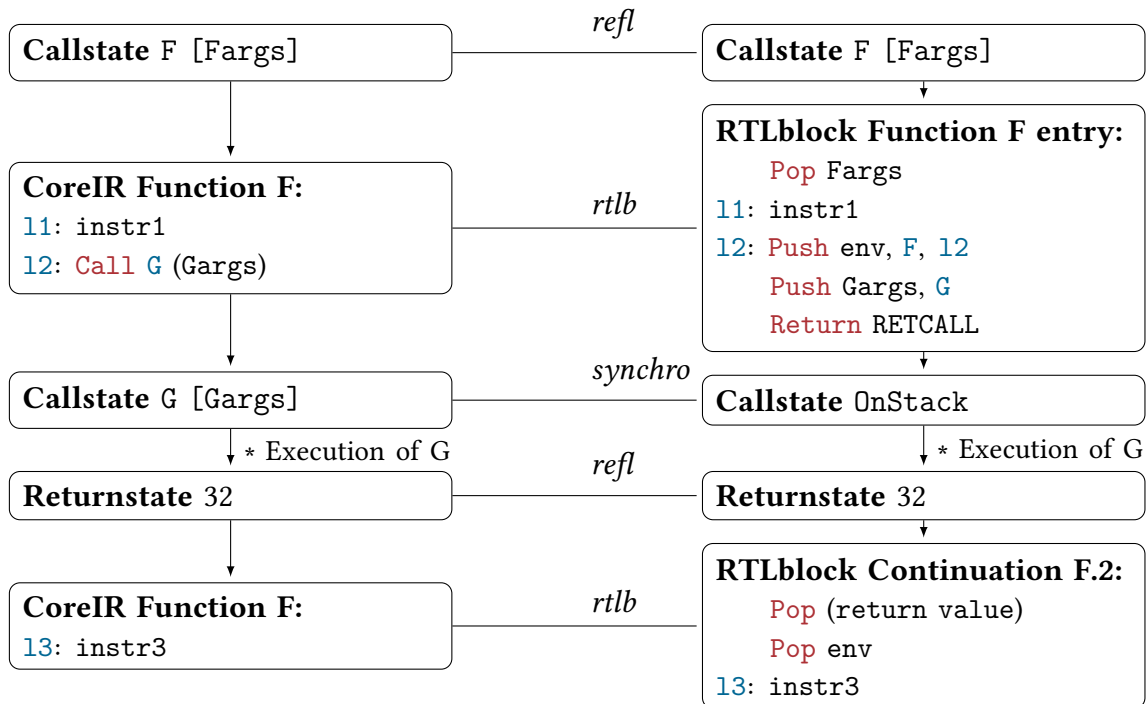 refl
Callstate F [Fargs]
Callstate F [Fargs]
RTLblock Function F entry:
Pop Fargs
l1: instr1
l2: Push env, F, l2
Push Gargs, G
Return RETCALL
CoreIR Function F:
l1: instr1
l2: Call G (Gargs)
rtlb
synchro
Callstate G [Gargs]
Callstate OnStack
* Execution of G
* Execution of G
refl
Returnstate 32
Returnstate 32
CoreIR Function F:
l3: instr3
rtlb
RTLblock Continuation F.2:
Pop (return value)
Pop env
l3: instr3